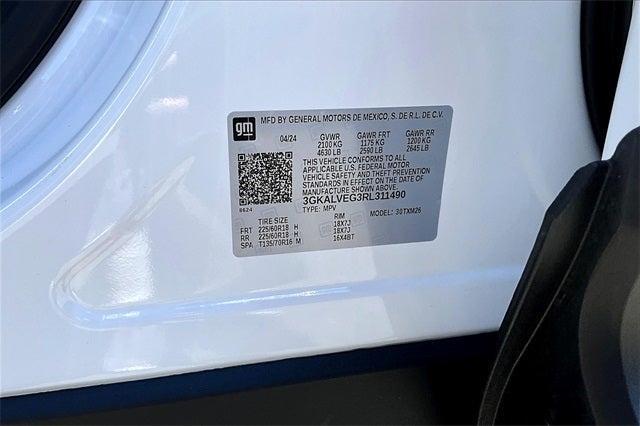 gm
MFD BY GENERAL MOTORS DE MEXICO, S. DE R.L. DE C.V.
04/24 GVWR GAWR FRT GAWR RR
2100 KG 1175 KG 1200 KG
4630 LB 2590 LB 2645 LB
THIS VEHICLE CONFORMS TO ALL
APPLICABLE U.S. FEDERAL MOTOR
VEHICLE SAFETY AND THEFT
PREVENTION STANDARDS IN
EFFECT ON THE DATE OF
MANUFACTURE SHOWN ABOVE.
3GKALVEG3RL311490
8624
TYPE: MPV MODEL: 30TXM26
TIRE SIZE RIM
FRT 225/60R18 H 18X7J
RR 225/60R18 H 18X7J
SPA T135/70R16 M 16X4BT